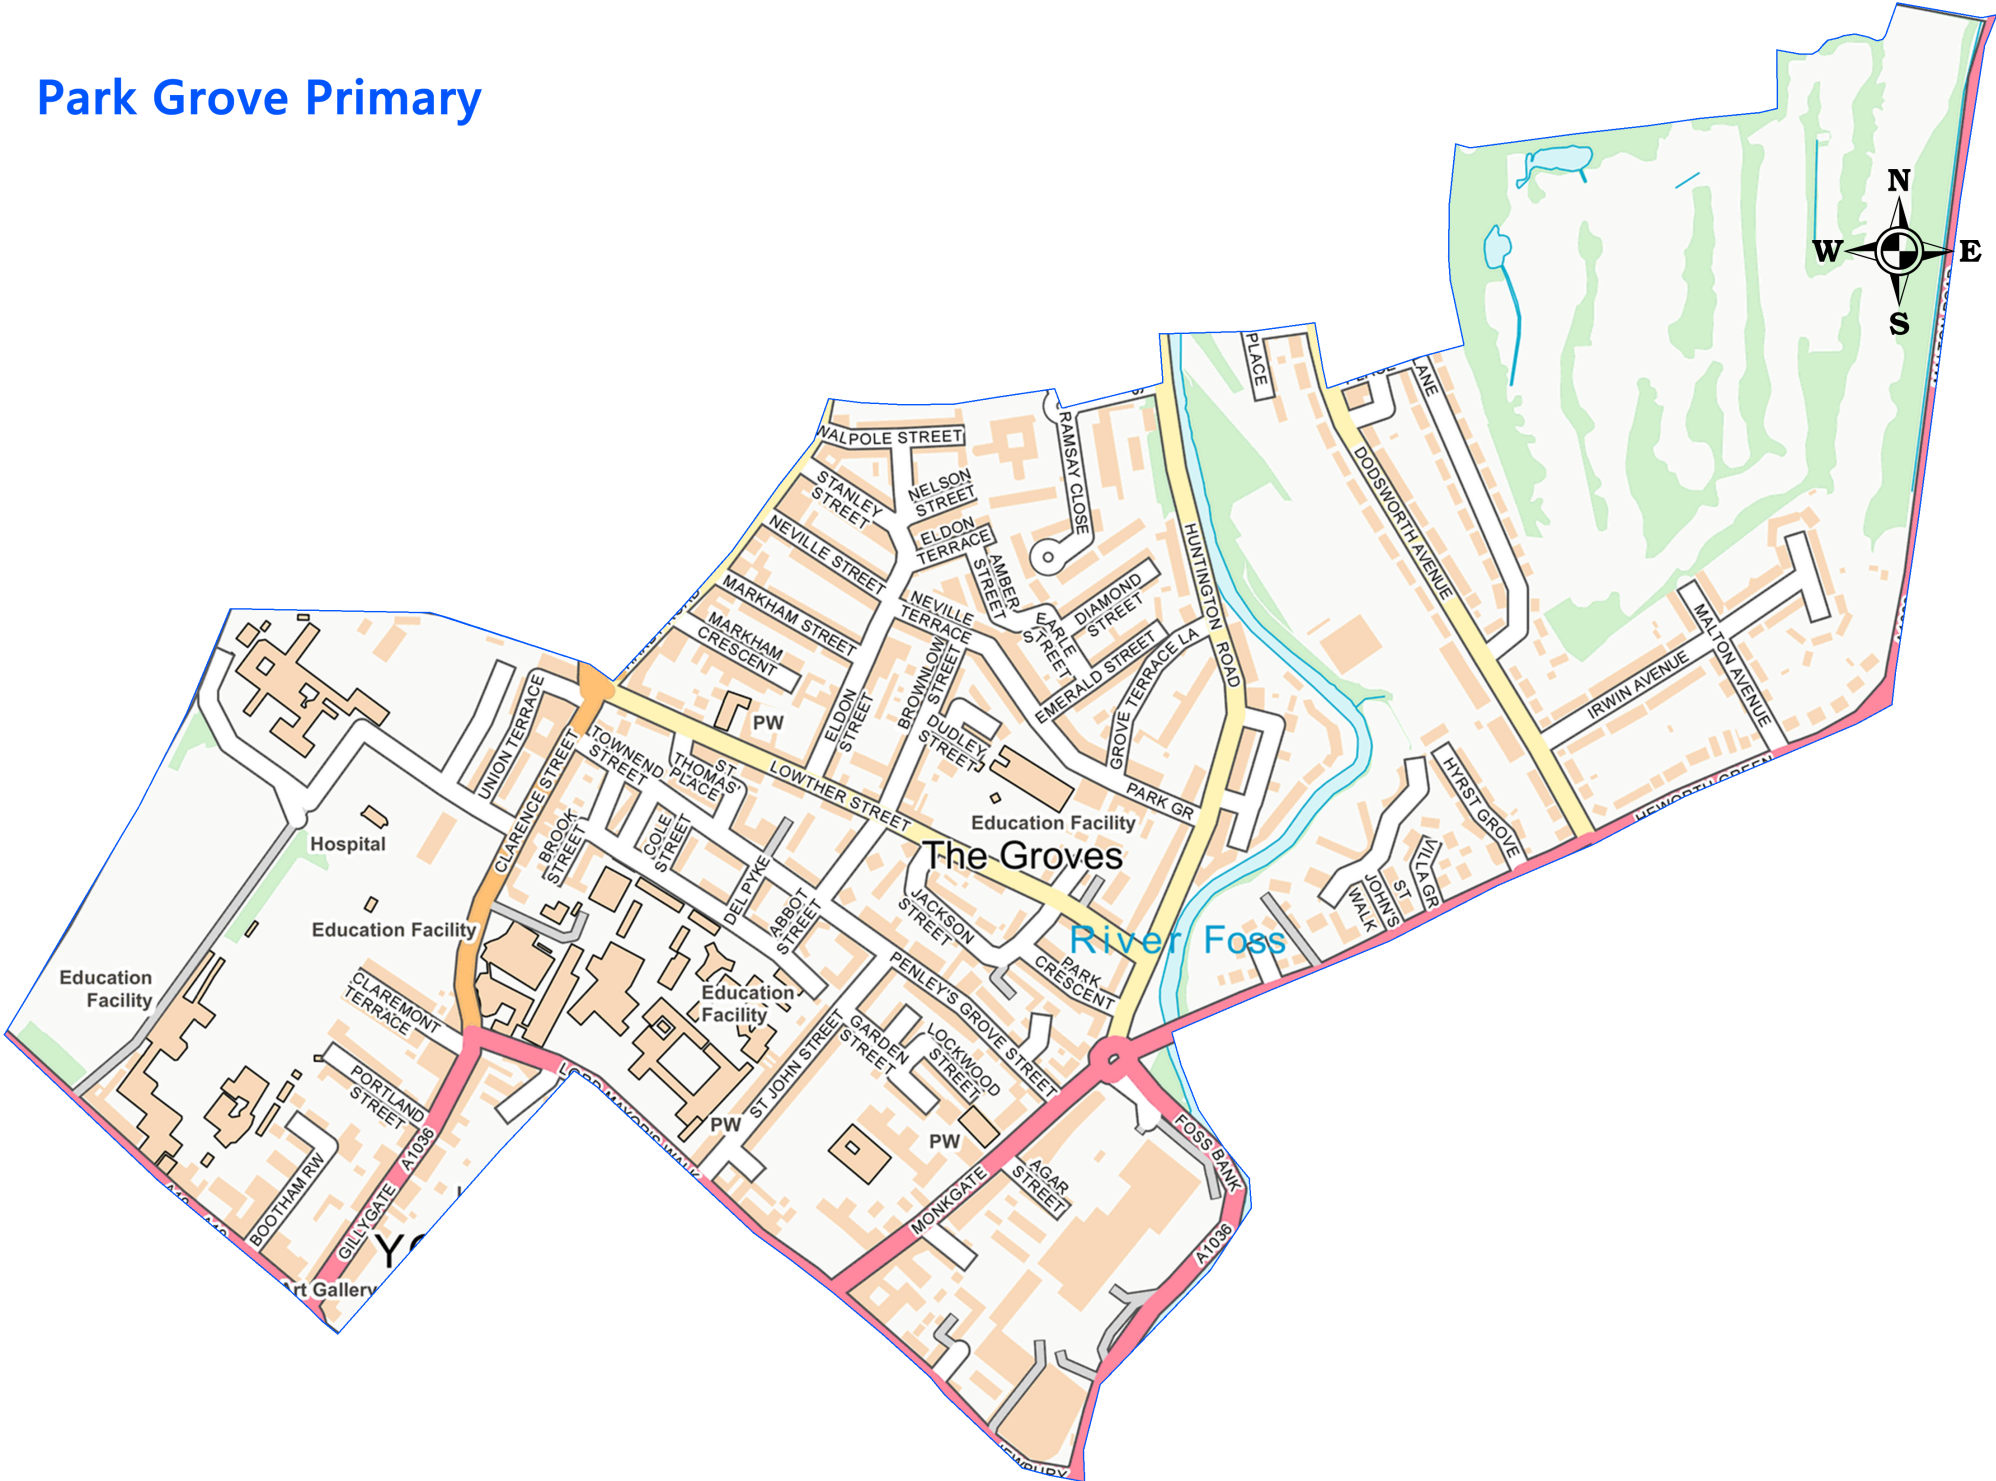 Park Grove Primary
N
W
E
S
PLACE
WALPOLE STREET
RAMSAY CLOSE
NELSON
STREET
STANLEY
STREET
ELDON
TERRACE
NEVILLE STREET
DODSWORTH AVENUE
HUNTINGTON ROAD
AMBER
STREET
DIAMOND
STREET
MARKHAM STREET
NEVILLE
TERRACE
EARLE
STREET
MARKHAM
CRESCENT
EMERALD STREET
GROVE TERRACE LA
BROWNLOW
STREET
MALTON AVENUE
IRWIN AVENUE
UNION TERRACE
PW
ELDON
STREET
DUDLEY
STREET
TOWNEND
STREET
ST
THOMAS'
PLACE
CLARENCE STREET
LOWTHER STREET
PARK GR
HEWORTH GREEN
HYRST GROVE
Education Facility
The Groves
Hospital
BROOK
STREET
COLE
STREET
DEL PYKE
ABBOT
STREET
JACKSON
STREET
ST
JOHN'S
WALK
VILLA GR
Education Facility
River Foss
Education
Facility
PARK
CRESCENT
PENLEY'S GROVE STREET
CLAREMONT
TERRACE
Education
Facility
GARDEN
STREET
LOCKWOOD
STREET
ST JOHN STREET
PORTLAND
STREET
LORD MAYOR'S WALK
PW
PW
FOSS BANK
A1036
AGAR
STREET
MONKGATE
BOOTHAM RW
GILLYGATE
A1036
Art Gallery